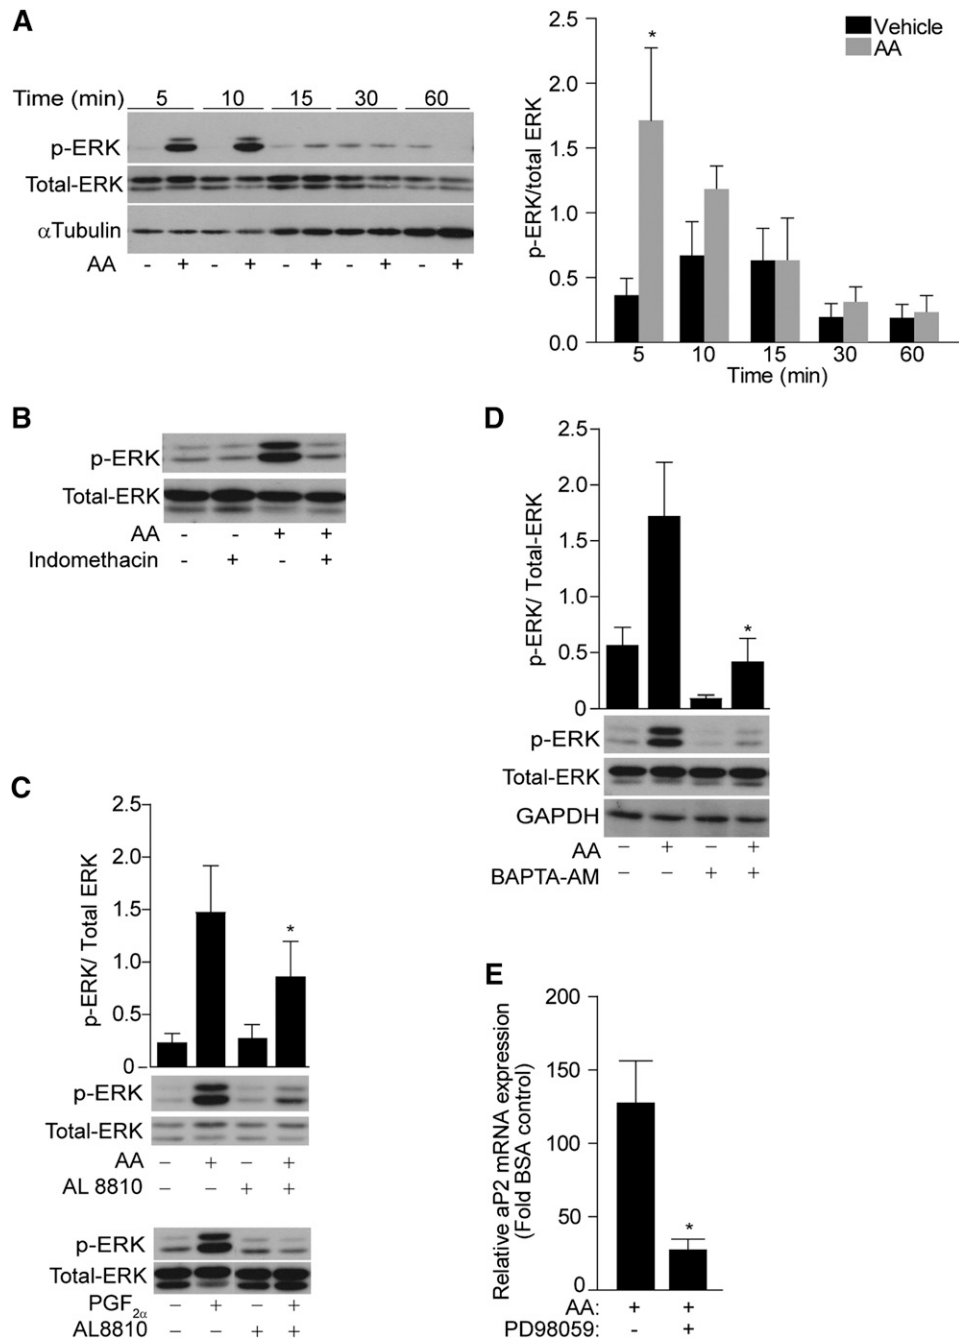 A
Time (min) 5 10 15 30 60
p-ERK
Total-ERK
αTubulin
AA - + - + - + - + - +
2.5
2.0
1.5
1.0
0.5
0.0
p-ERK/total ERK
*
Vehicle
AA
5 10 15 30 60
Time (min)
B
p-ERK
Total-ERK
AA - - + +
Indomethacin - + - +
C
2.5
2.0
1.5
1.0
0.5
0
p-ERK/ Total ERK
*
p-ERK
Total-ERK
AA – + – +
AL 8810 – – + +
p-ERK
Total-ERK
PGF2α – + – +
AL8810 – – + +
D
2.5
2.0
1.5
1.0
0.5
0
p-ERK/ Total-ERK
*
p-ERK
Total-ERK
GAPDH
AA – + – +
BAPTA-AM – – + +
E
200
150
100
50
0
Relative aP2 mRNA expression
(Fold BSA control)
*
AA: + +
PD98059: - +